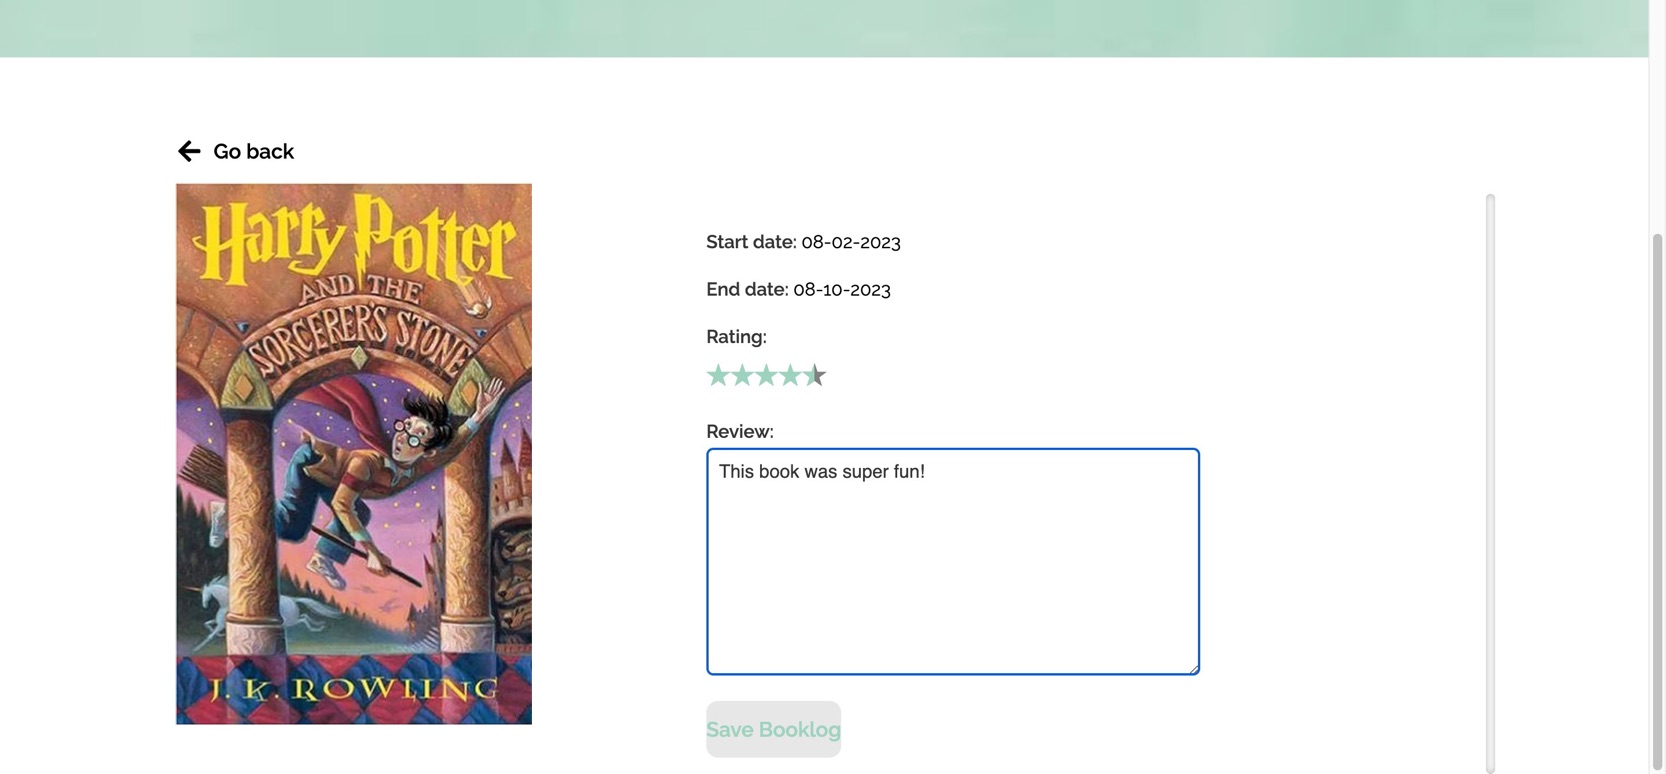 Go back
Harry Potter
AND THE
SORCERER'S STONE
J. K. ROWLING
Start date: 08-02-2023
End date: 08-10-2023
Rating:
Review:
This book was super fun!
Save Booklog